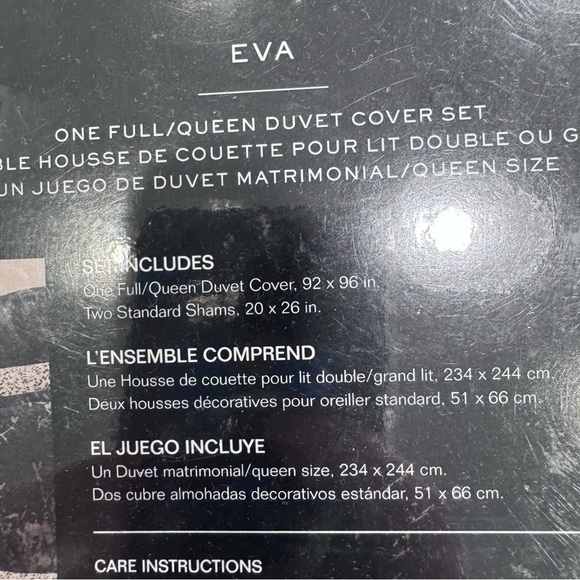 EVA
ONE FULL/QUEEN DUVET COVER SET
BLE HOUSSE DE COUETTE POUR LIT DOUBLE OU G
UN JUEGO DE DUVET MATRIMONIAL/QUEEN SIZE
SET INCLUDES
One Full/Queen Duvet Cover, 92 x 96 in.
Two Standard Shams, 20 x 26 in.
L'ENSEMBLE COMPREND
Une Housse de couette pour lit double/grand lit, 234 x 244 cm.
Deux housses décoratives pour oreiller standard, 51 x 66 cm.
EL JUEGO INCLUYE
Un Duvet matrimonial/queen size, 234 x 244 cm.
Dos cubre almohadas decorativos estándar, 51 x 66 cm.
CARE INSTRUCTIONS